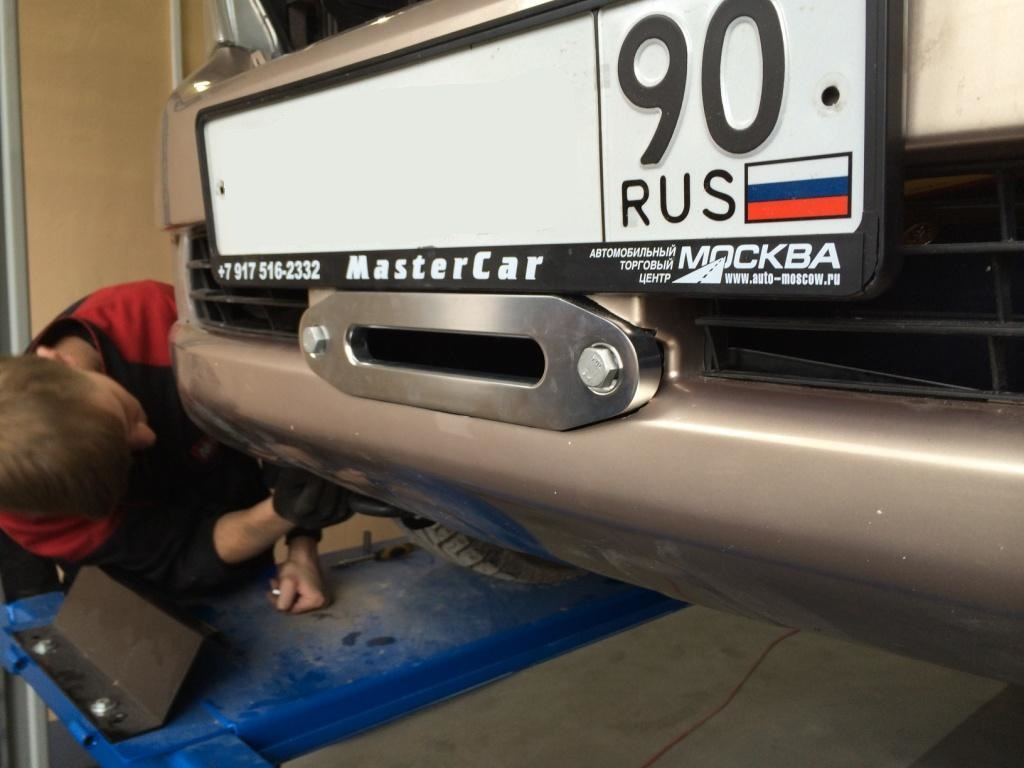 90
RUS
+7 917 516-2332 MasterCar
АВТОМОБИЛЬНЫЙ
ТОРГОВЫЙ
ЦЕНТР
МОСКВА
www.auto-moscow.ru